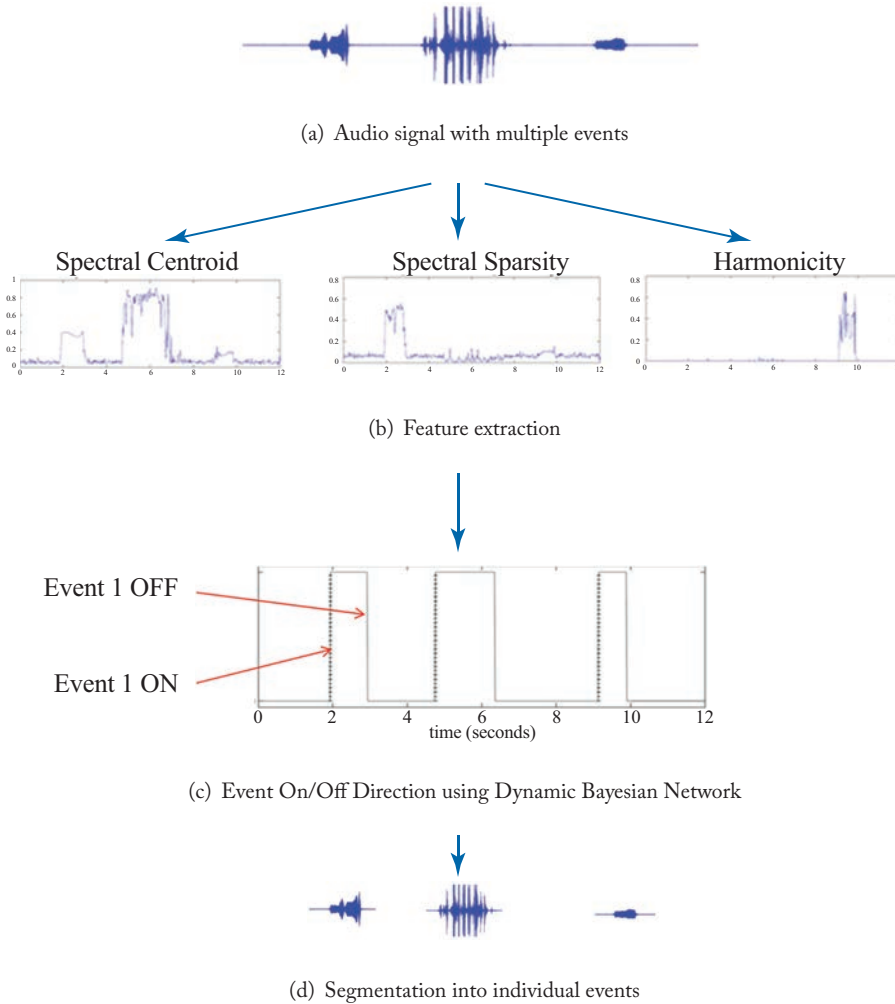 (a) Audio signal with multiple events
Spectral Centroid
Spectral Sparsity
Harmonicity
1
0.8
0.6
0.4
0.2
0
0 2 4 6 8 10 12
0.8
0.6
0.4
0.2
0
0 2 4 6 8 10 12
0.8
0.6
0.4
0.2
0
0 2 4 6 8 10
(b) Feature extraction
Event 1 OFF
Event 1 ON
0 2 4 6 8 10 12
time (seconds)
(c) Event On/Off Direction using Dynamic Bayesian Network
(d) Segmentation into individual events